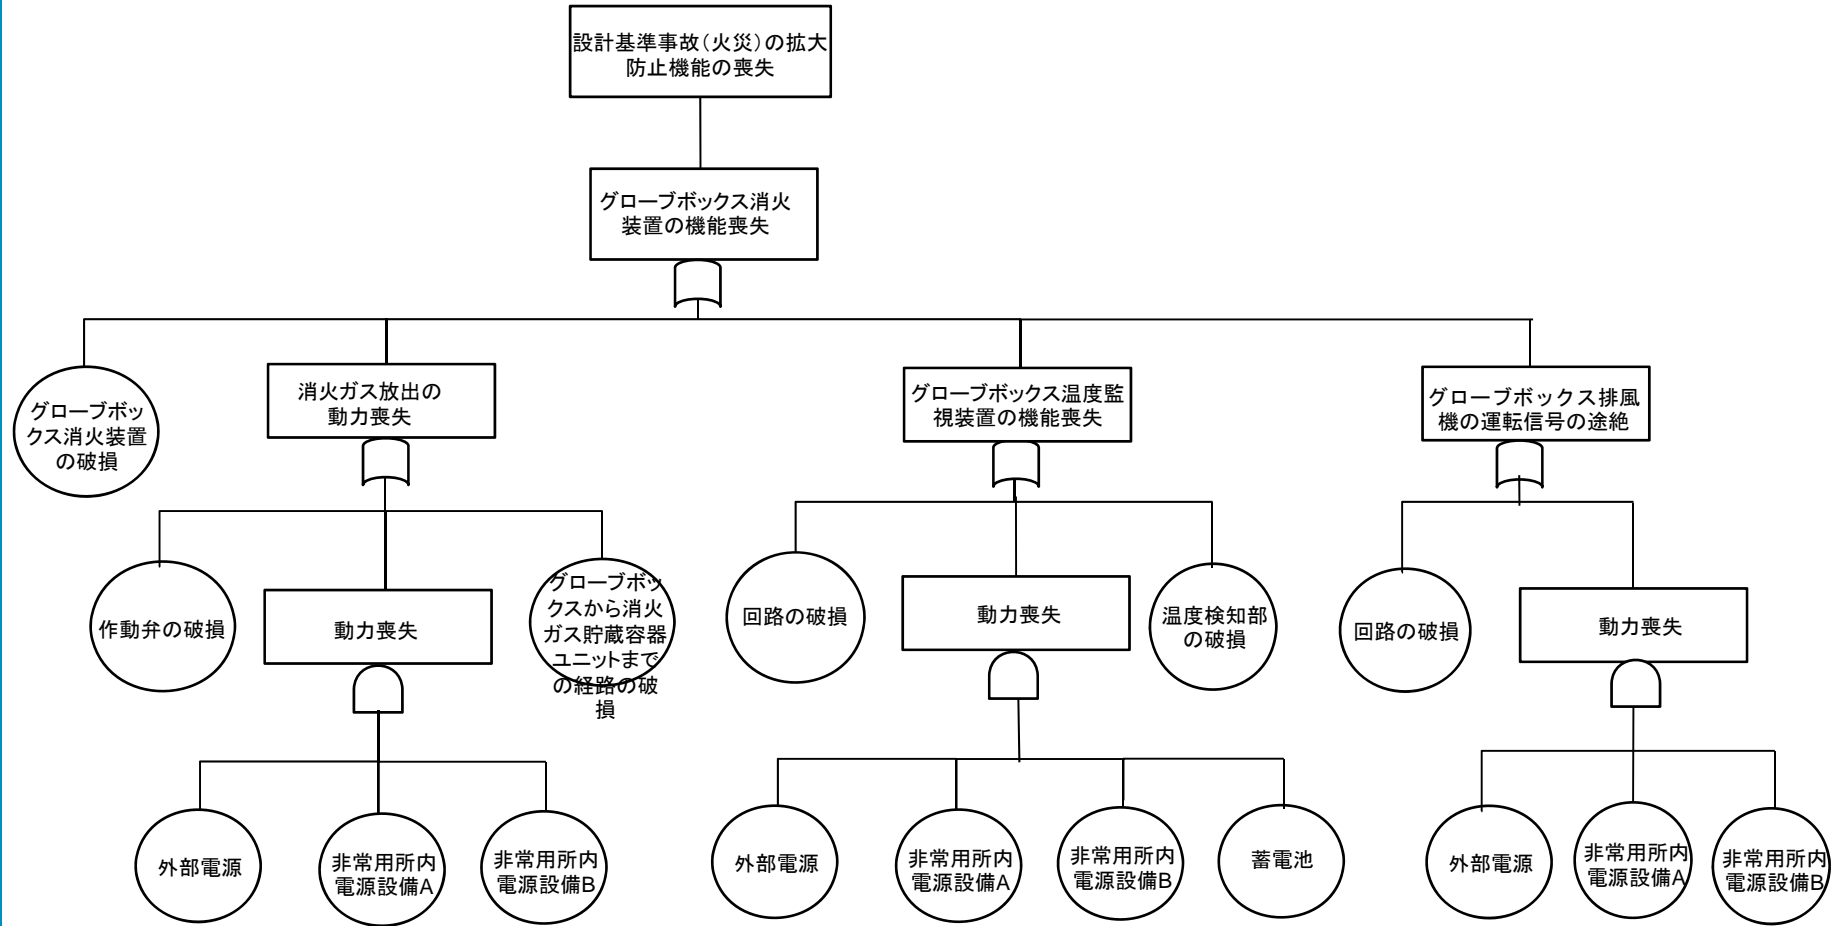 設計基準事故（火災）の拡大
防止機能の喪失
グローブボックス消火
装置の機能喪失
グローブボッ
クス消火装置
の破損
消火ガス放出の
動力喪失
グローブボックス温度監
視装置の機能喪失
グローブボックス排風
機の運転信号の途絶
作動弁の破損
動力喪失
グローブボッ
クスから消火
ガス貯蔵容器
ユニットまで
の経路の破
損
回路の破損
動力喪失
温度検知部
の破損
回路の破損
動力喪失
外部電源
非常用所内
電源設備A
非常用所内
電源設備B
外部電源
非常用所内
電源設備A
非常用所内
電源設備B
蓄電池
外部電源
非常用所内
電源設備A
非常用所内
電源設備B